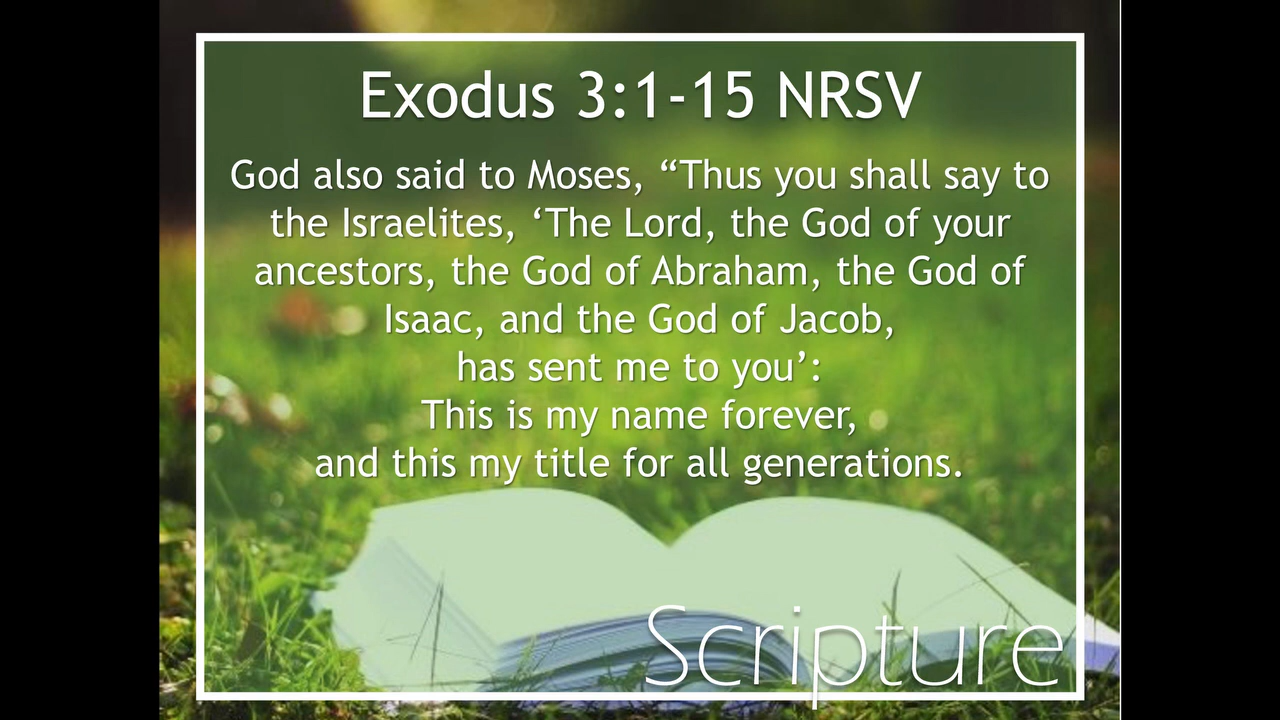 Exodus 3:1-15 NRSV
God also said to Moses, “Thus you shall say to
the Israelites, ‘The Lord, the God of your
ancestors, the God of Abraham, the God of
Isaac, and the God of Jacob,
has sent me to you’:
This is my name forever,
and this my title for all generations.
Scripture